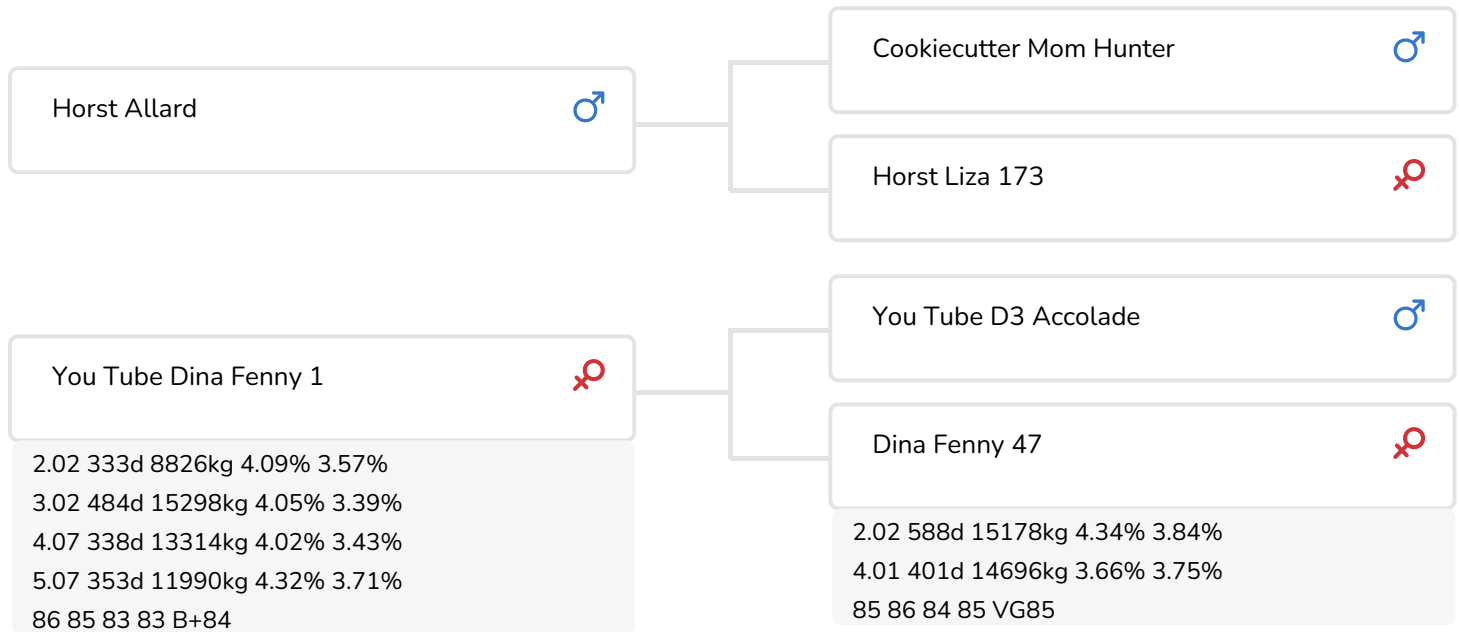 Cookiecutter Mom Hunter
Horst Allard
Horst Liza 173
You Tube D3 Accolade
You Tube Dina Fenny 1
Dina Fenny 47
2.02 333d 8826kg 4.09% 3.57%
3.02 484d 15298kg 4.05% 3.39%
4.07 338d 13314kg 4.02% 3.43%
5.07 353d 11990kg 4.32% 3.71%
86 85 83 83 B+84
2.02 588d 15178kg 4.34% 3.84%
4.01 401d 14696kg 3.66% 3.75%
85 86 84 85 VG85